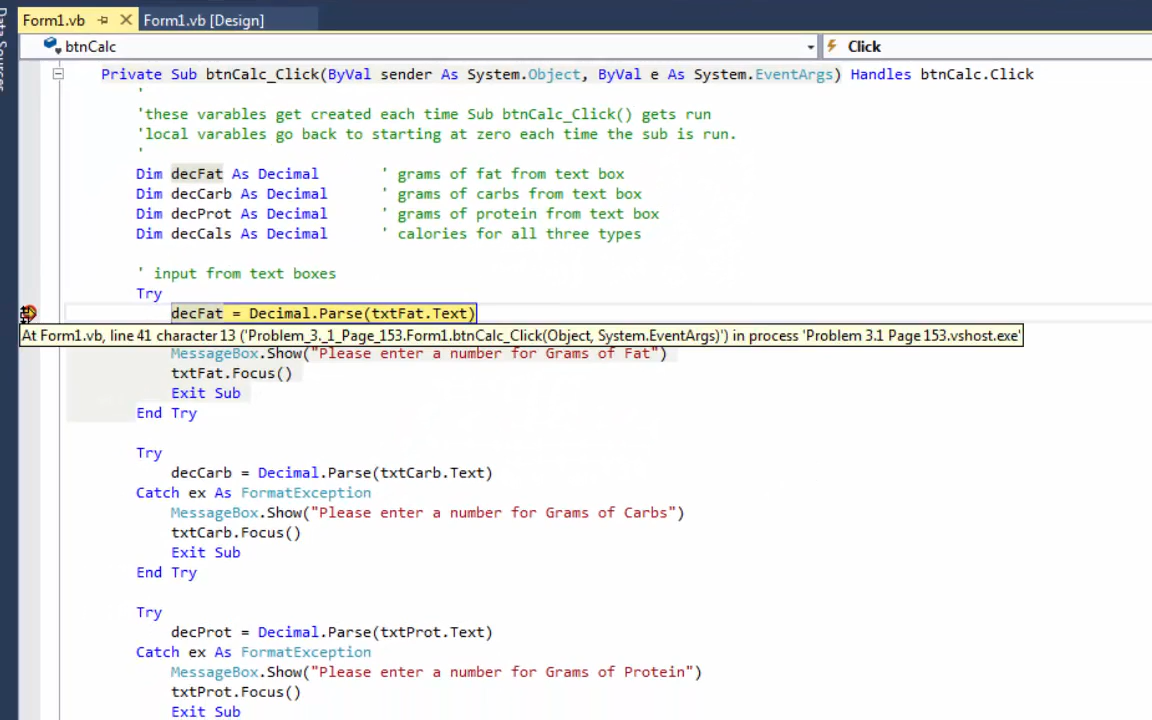 Data Sources
Form1.vb
Form1.vb [Design]
btnCalc
Click
Private Sub btnCalc_Click(ByVal sender As System.Object, ByVal e As System.EventArgs) Handles btnCalc.Click
'
'these varables get created each time Sub btnCalc_Click() gets run
'local varables go back to starting at zero each time the sub is run.
'
Dim decFat As Decimal ' grams of fat from text box
Dim decCarb As Decimal ' grams of carbs from text box
Dim decProt As Decimal ' grams of protein from text box
Dim decCals As Decimal ' calories for all three types
' input from text boxes
Try
decFat = Decimal.Parse(txtFat.Text)
At Form1.vb, line 41 character 13 ('Problem_3._1_Page_153.Form1.btnCalc_Click(Object, System.EventArgs)') in process 'Problem 3.1 Page 153.vshost.exe'
MessageBox.Show("Please enter a number for Grams of Fat")
txtFat.Focus()
Exit Sub
End Try
Try
decCarb = Decimal.Parse(txtCarb.Text)
Catch ex As FormatException
MessageBox.Show("Please enter a number for Grams of Carbs")
txtCarb.Focus()
Exit Sub
End Try
Try
decProt = Decimal.Parse(txtProt.Text)
Catch ex As FormatException
MessageBox.Show("Please enter a number for Grams of Protein")
txtProt.Focus()
Exit Sub